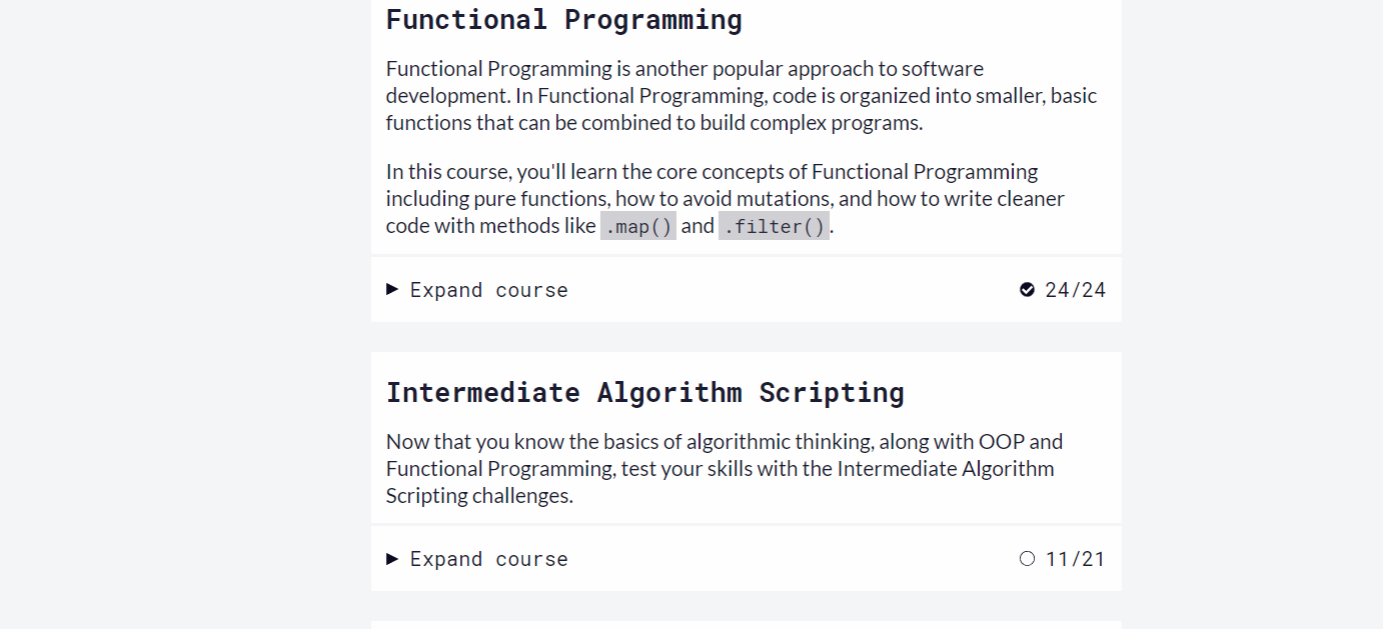 Functional Programming
Functional Programming is another popular approach to software
development. In Functional Programming, code is organized into smaller, basic
functions that can be combined to build complex programs.
In this course, you'll learn the core concepts of Functional Programming
including pure functions, how to avoid mutations, and how to write cleaner
code with methods like .map() and .filter().
Expand course 24/24
Intermediate Algorithm Scripting
Now that you know the basics of algorithmic thinking, along with OOP and
Functional Programming, test your skills with the Intermediate Algorithm
Scripting challenges.
Expand course 11/21